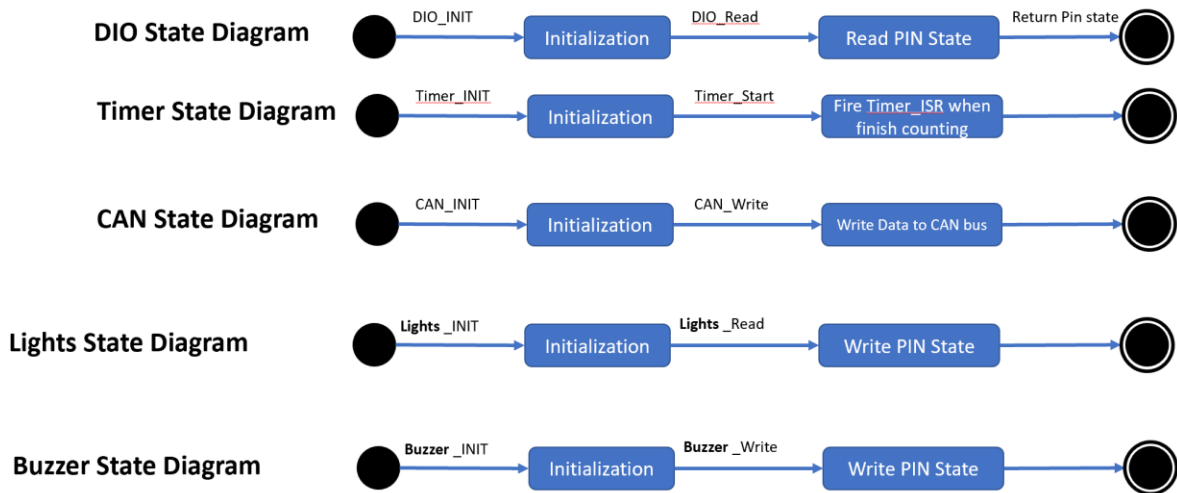 DIO State Diagram
DIO_INIT
Initialization
DIO_Read
Read PIN State
Return Pin state
Timer State Diagram
Timer_INIT
Initialization
Timer_Start
Fire Timer_ISR when
finish counting
CAN State Diagram
CAN_INIT
Initialization
CAN_Write
Write Data to CAN bus
Lights State Diagram
Lights _INIT
Initialization
Lights _Read
Write PIN State
Buzzer State Diagram
Buzzer _INIT
Initialization
Buzzer _Write
Write PIN State